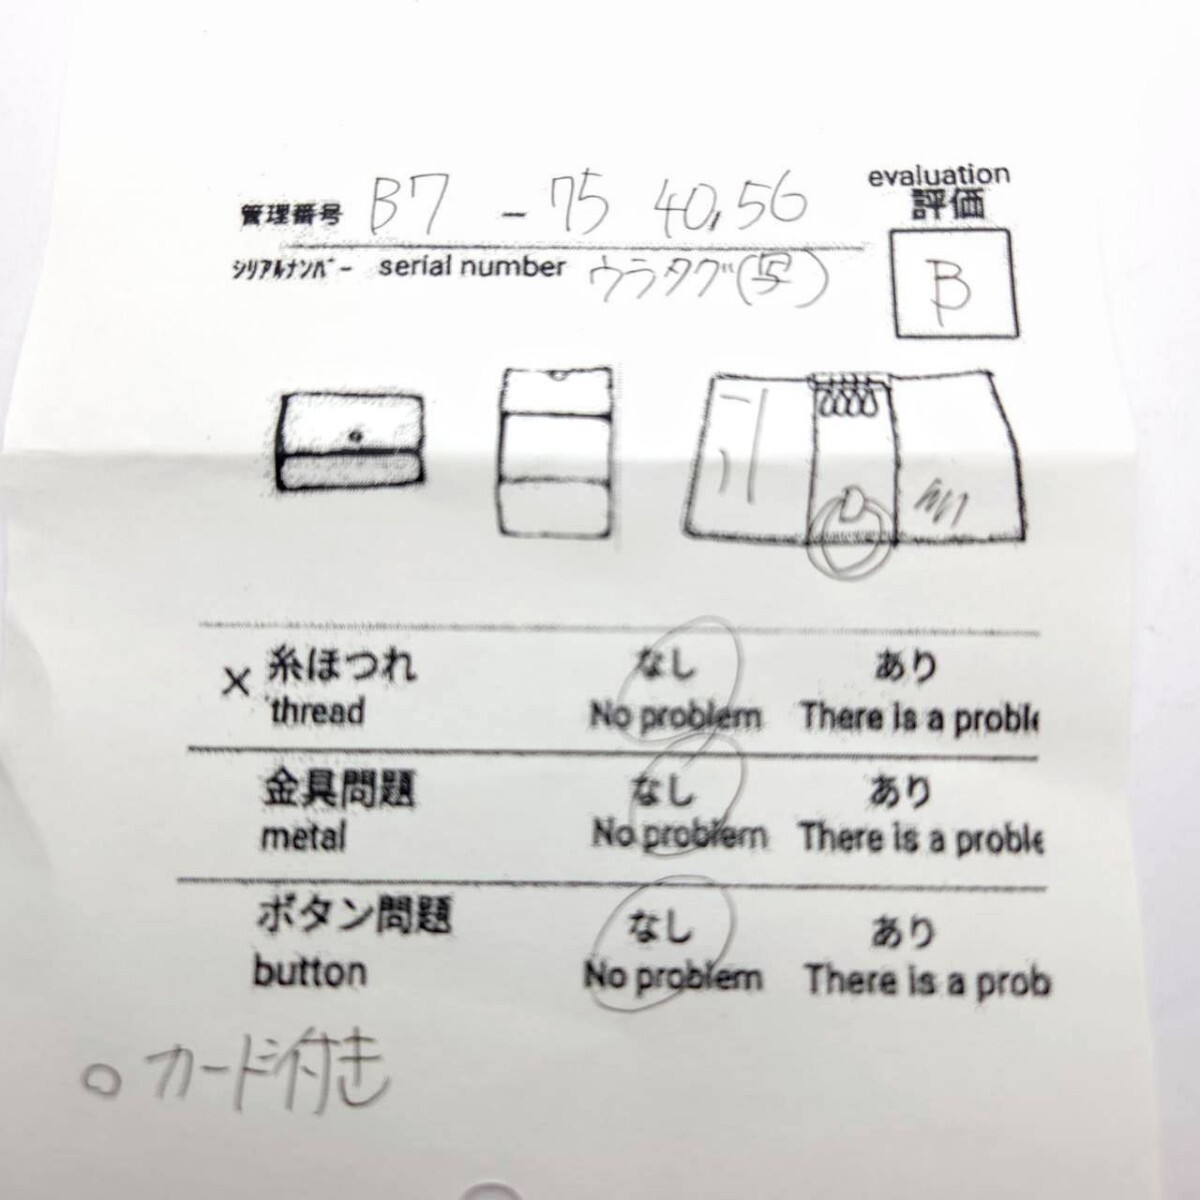 evaluation
管理番号 B7 - 75 40,56 評価
ｼﾘｱﾙﾅﾝﾊﾞｰ serial number ウラタグ(写) B
× 糸ほつれ なし あり
thread No problem There is a proble
金具問題 なし あり
metal No problem There is a proble
ボタン問題 なし あり
button No problem There is a prob
○ カード付き